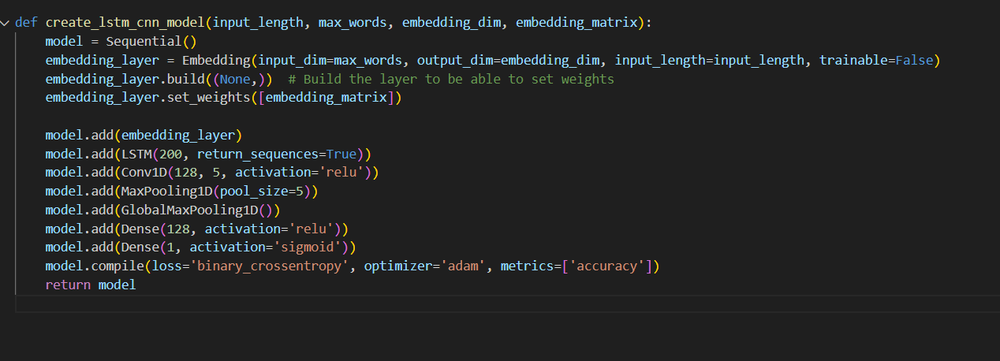 def create_lstm_cnn_model(input_length, max_words, embedding_dim, embedding_matrix):
    model = Sequential()
    embedding_layer = Embedding(input_dim=max_words, output_dim=embedding_dim, input_length=input_length, trainable=False)
    embedding_layer.build((None,))  # Build the layer to be able to set weights
    embedding_layer.set_weights([embedding_matrix])

    model.add(embedding_layer)
    model.add(LSTM(200, return_sequences=True))
    model.add(Conv1D(128, 5, activation='relu'))
    model.add(MaxPooling1D(pool_size=5))
    model.add(GlobalMaxPooling1D())
    model.add(Dense(128, activation='relu'))
    model.add(Dense(1, activation='sigmoid'))
    model.compile(loss='binary_crossentropy', optimizer='adam', metrics=['accuracy'])
    return model